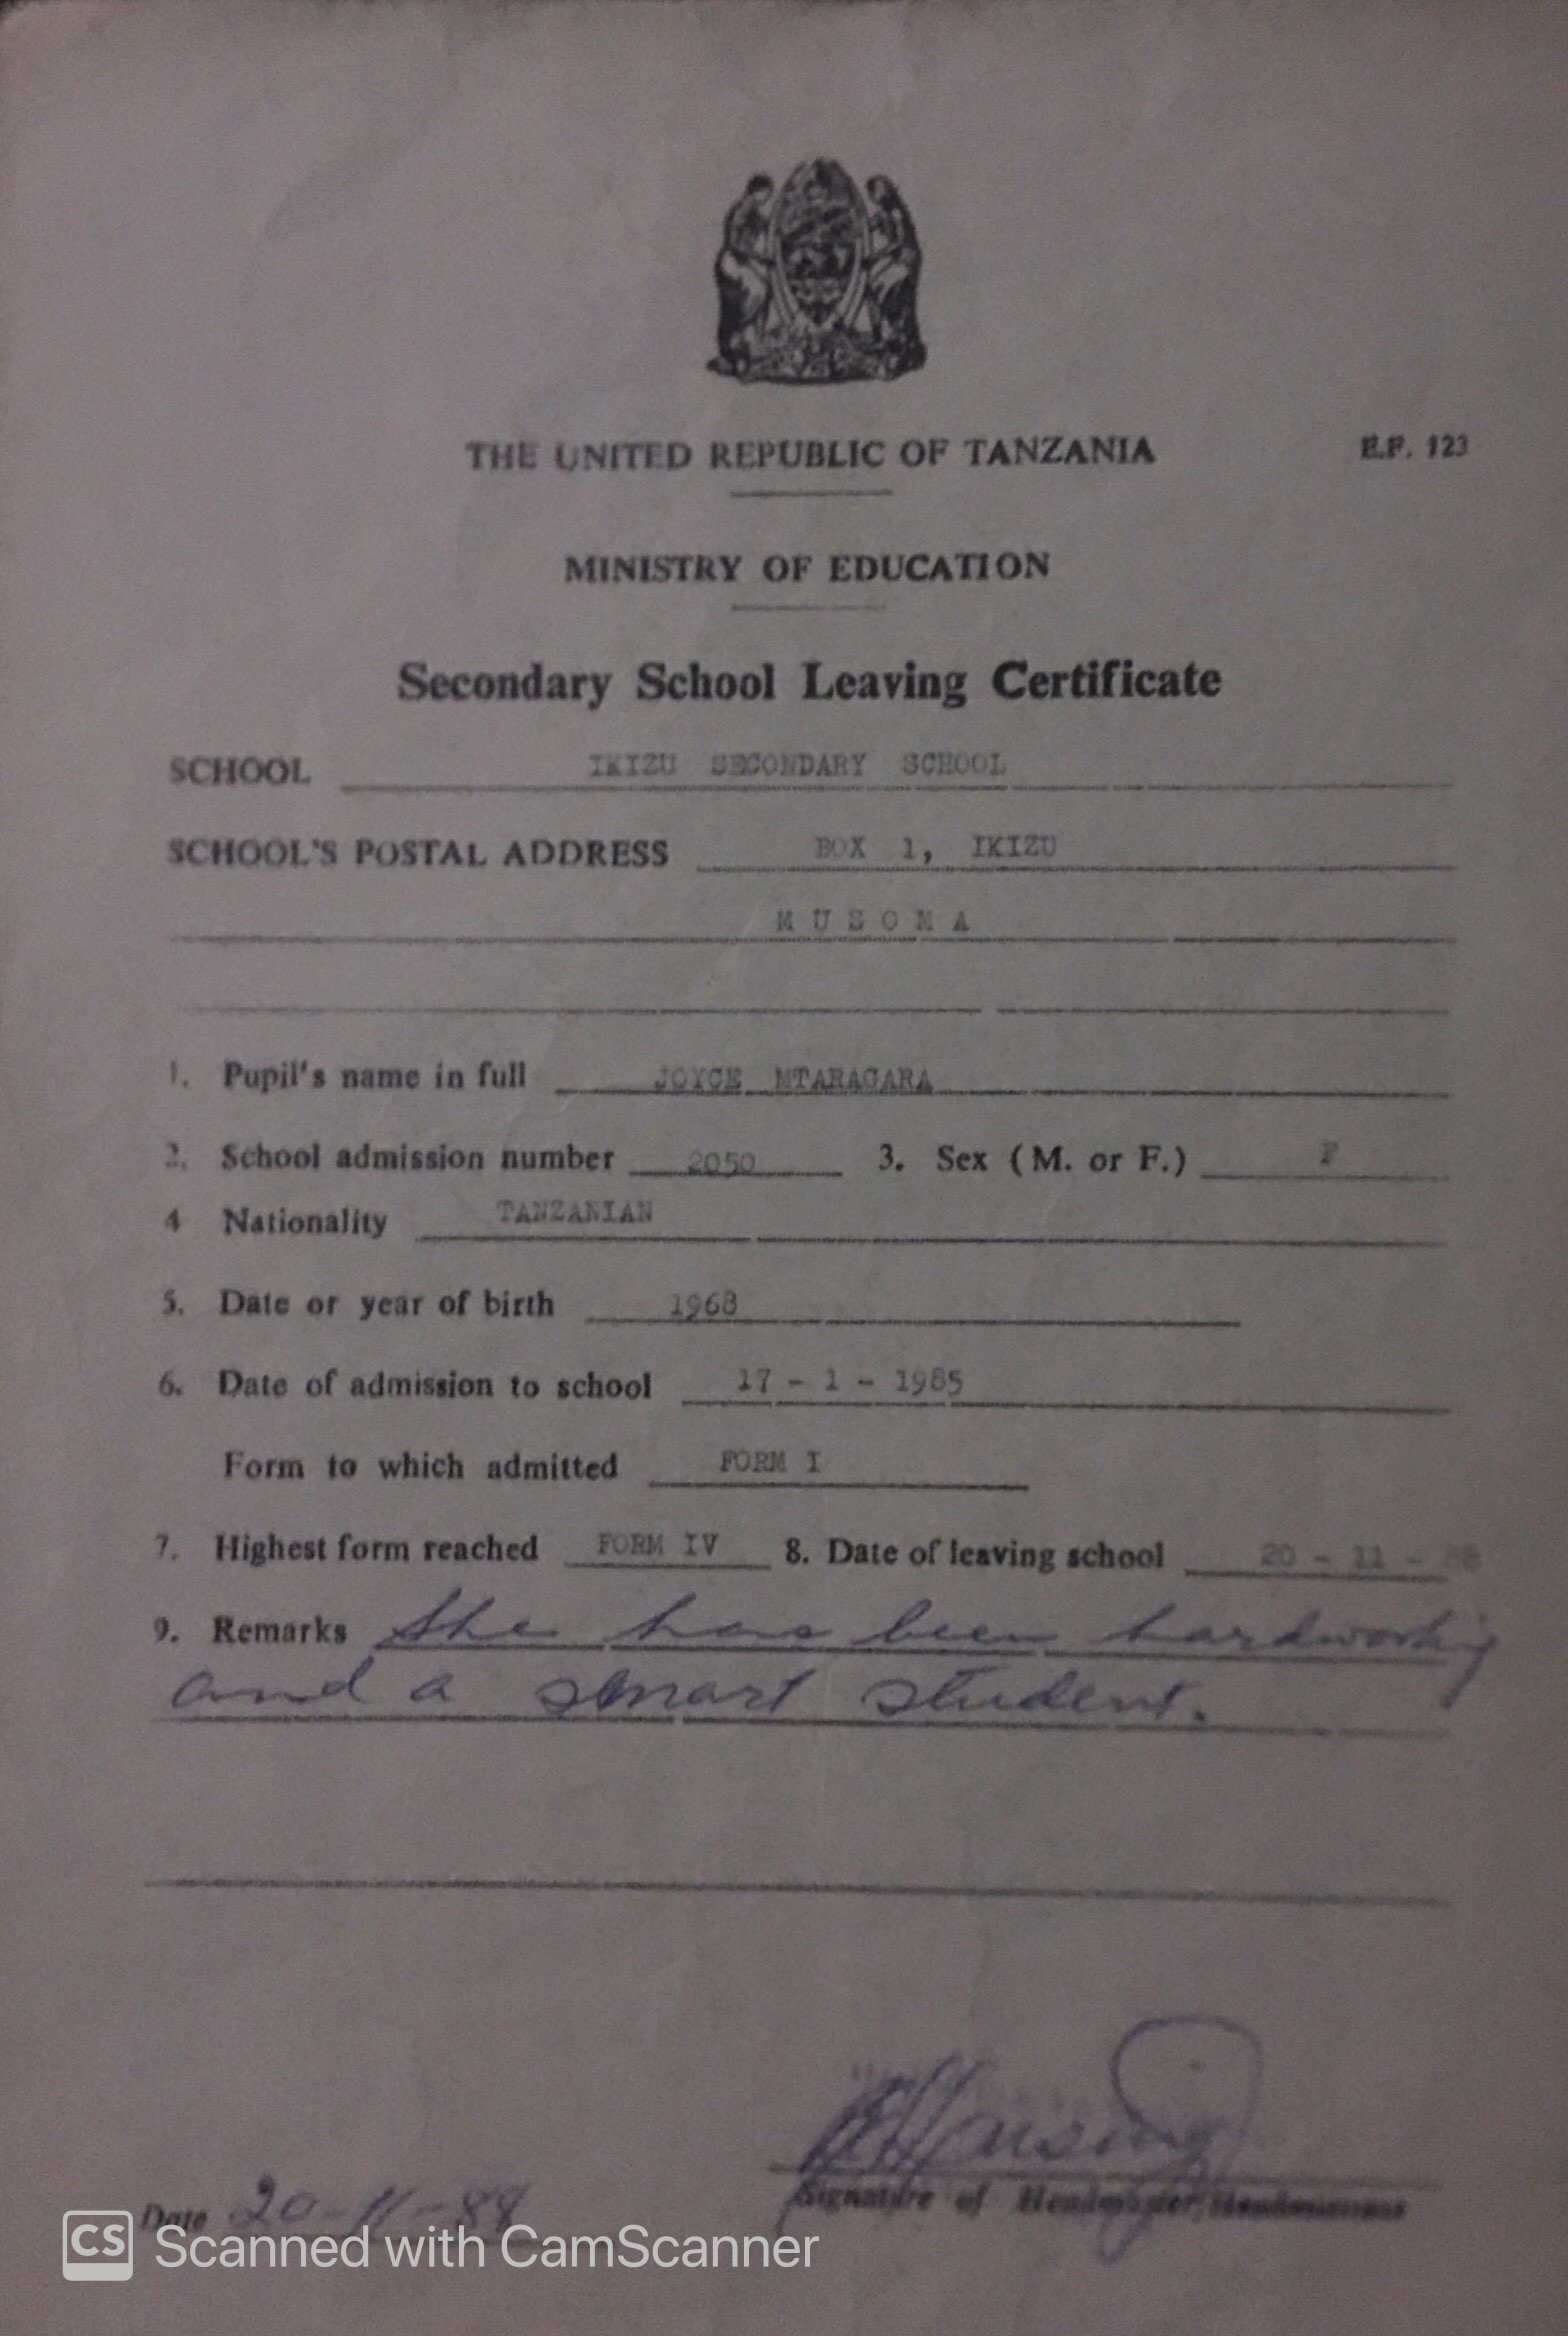 THE UNITED REPUBLIC OF TANZANIA E.F. 123
MINISTRY OF EDUCATION
Secondary School Leaving Certificate
SCHOOL IKIZU SECONDARY SCHOOL
SCHOOL'S POSTAL ADDRESS BOX 1, IKIZU
MUSOMA
1. Pupil's name in full JOYCE MTARAGARA
2. School admission number 2050 3. Sex (M. or F.) F
4 Nationality TANZANIAN
5. Date or year of birth 1968
6. Date of admission to school 17 - 1 - 1985
Form to which admitted FORM I
7. Highest form reached FORM IV 8. Date of leaving school 20 - 11 - 88
9. Remarks She has been hardworking
and a smart student.
Signature of Headmaster/Headmistress
Date 20-11-88
CS Scanned with CamScanner